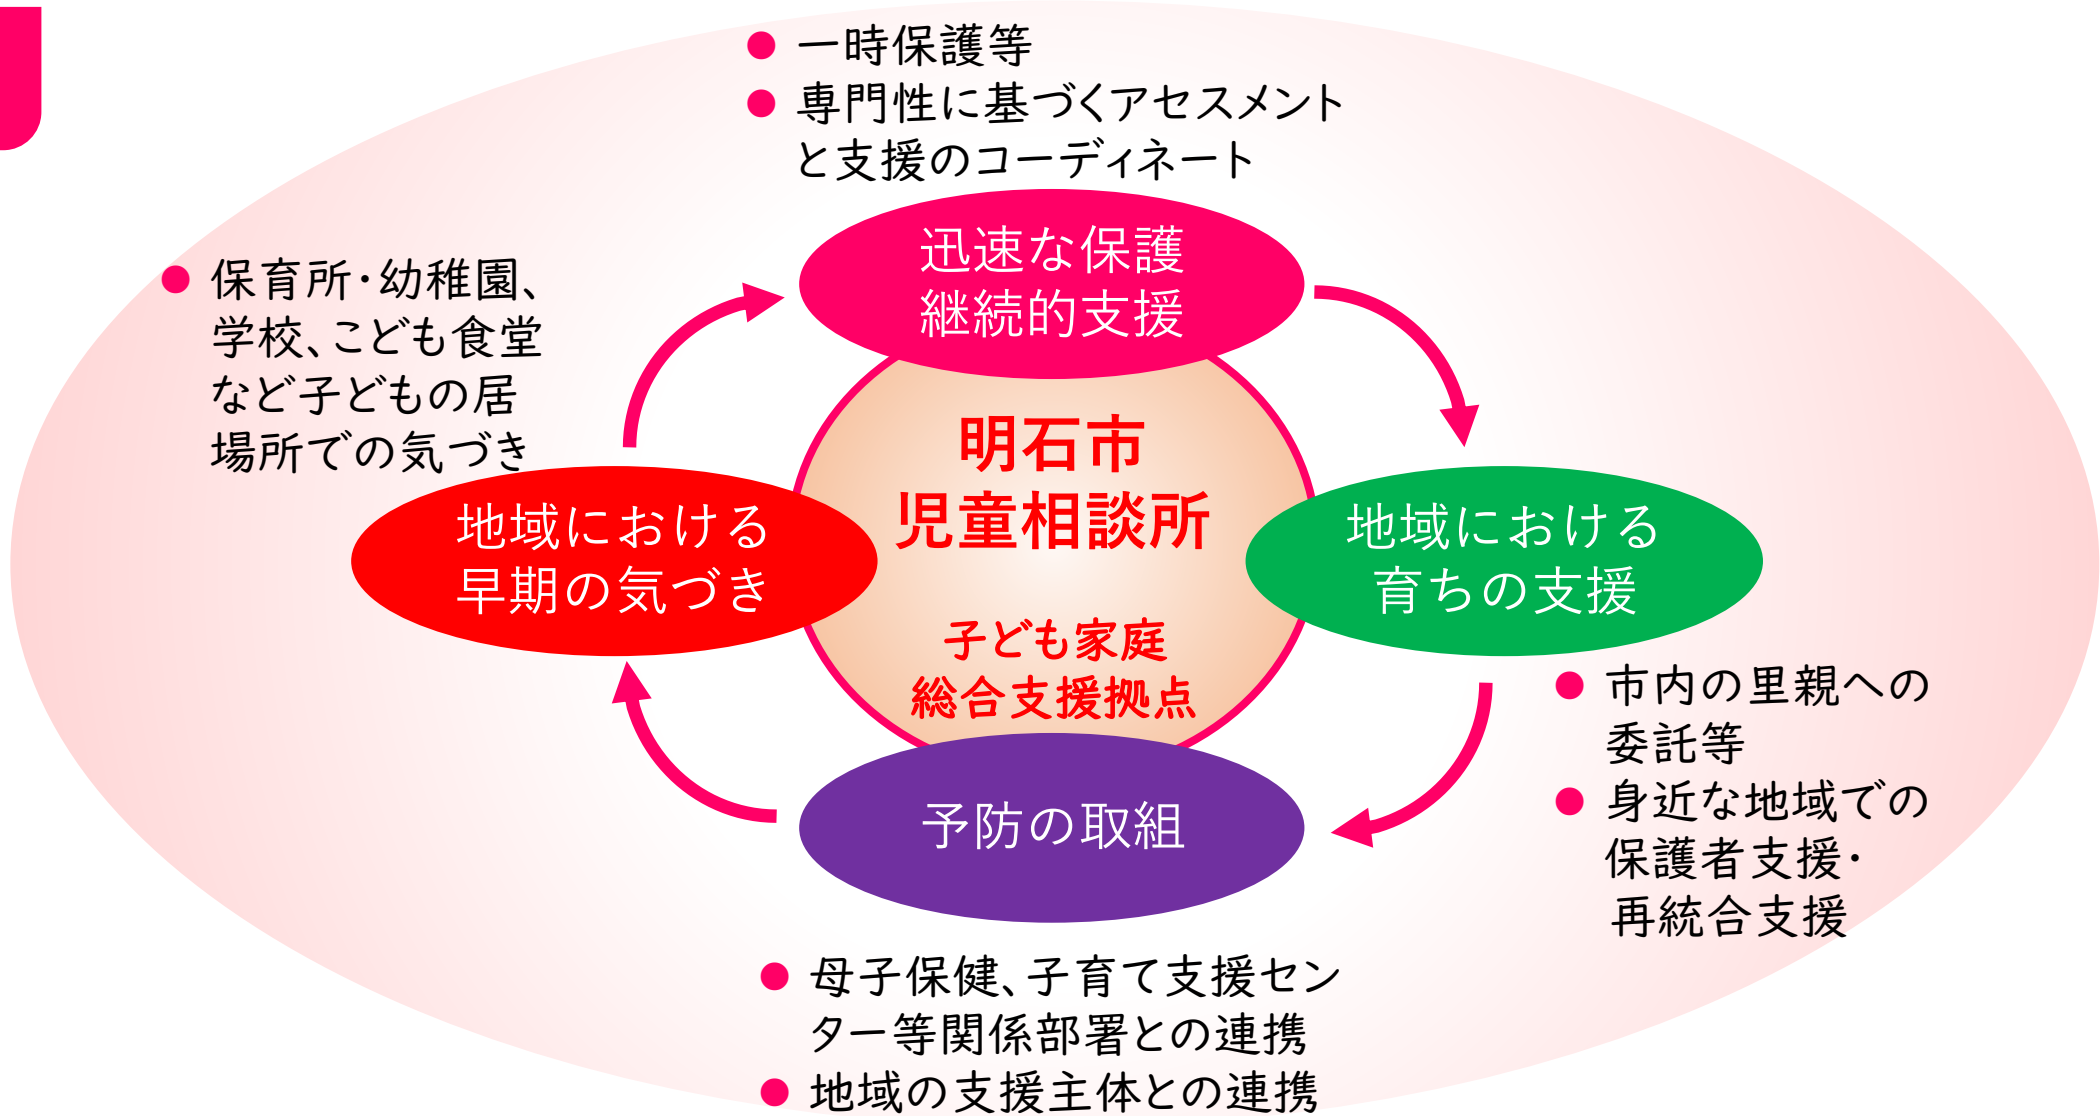 ● 一時保護等
● 専門性に基づくアセスメント
と支援のコーディネート
迅速な保護
継続的支援
● 保育所・幼稚園、
学校、こども食堂
など子どもの居
場所での気づき
地域における
早期の気づき
明石市
児童相談所
子ども家庭
総合支援拠点
地域における
育ちの支援
● 市内の里親への
委託等
● 身近な地域での
保護者支援・
再統合支援
予防の取組
● 母子保健、子育て支援セン
ター等関係部署との連携
● 地域の支援主体との連携